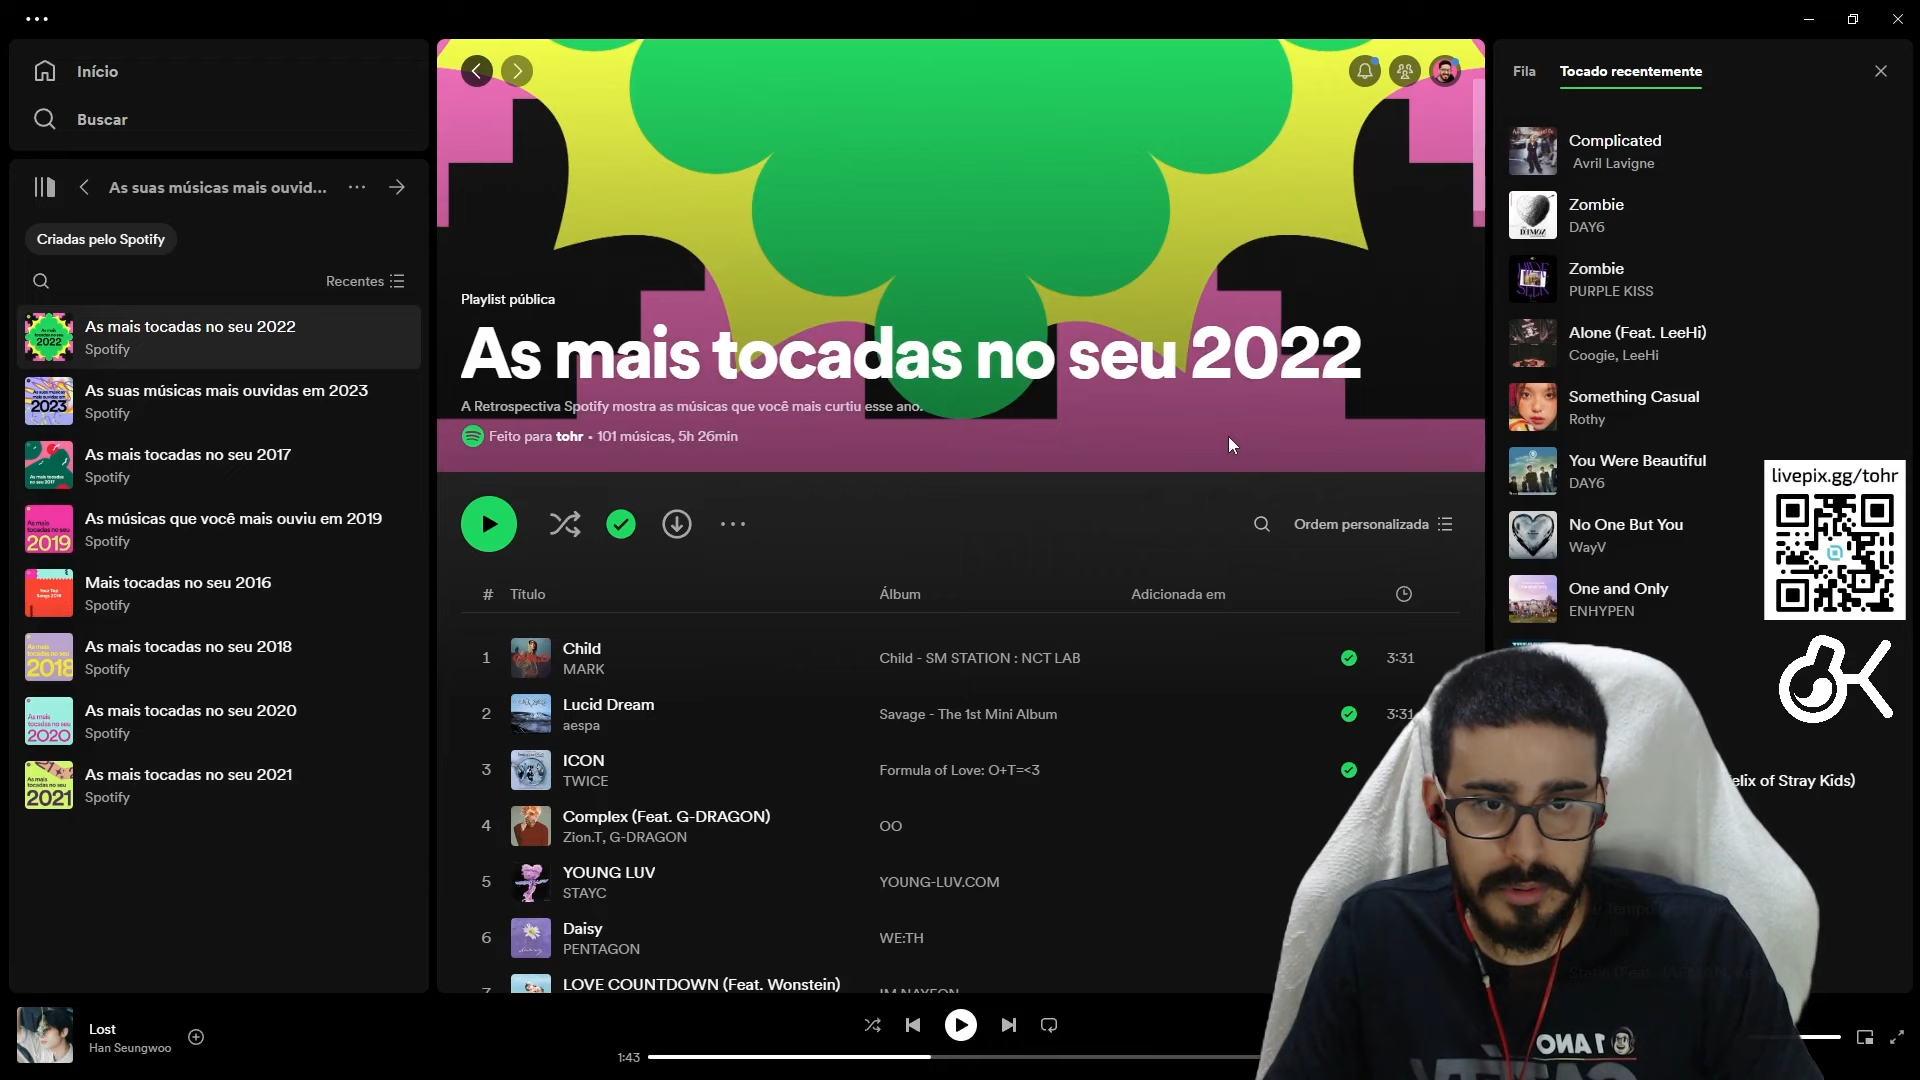 Início
Buscar
As suas músicas mais ouvid...
Criadas pelo Spotify
Recentes
As mais tocadas no seu 2022
Spotify
As suas músicas mais ouvidas em 2023
Spotify
As mais tocadas no seu 2017
Spotify
As músicas que você mais ouviu em 2019
Spotify
Mais tocadas no seu 2016
Spotify
As mais tocadas no seu 2018
Spotify
As mais tocadas no seu 2020
Spotify
As mais tocadas no seu 2021
Spotify
Playlist pública
As mais tocadas no seu 2022
A Retrospectiva Spotify mostra as músicas que você mais curtiu esse ano.
Feito para tohr • 101 músicas, 5h 26min
Ordem personalizada
# Título Álbum Adicionada em
1 Child Child - SM STATION : NCT LAB 3:31
MARK
2 Lucid Dream Savage - The 1st Mini Album 3:31
aespa
3 ICON Formula of Love: O+T=<3
TWICE
4 Complex (Feat. G-DRAGON) OO
Zion.T, G-DRAGON
5 YOUNG LUV YOUNG-LUV.COM
STAYC
6 Daisy WE:TH
PENTAGON
7 LOVE COUNTDOWN (Feat. Wonstein) IM NAYEON
Fila Tocado recentemente
Complicated
Avril Lavigne
Zombie
DAY6
Zombie
PURPLE KISS
Alone (Feat. LeeHi)
Coogie, LeeHi
Something Casual
Rothy
You Were Beautiful
DAY6
No One But You
WayV
One and Only
ENHYPEN
elix of Stray Kids)
livepix.gg/tohr
Lost
Han Seungwoo
1:43